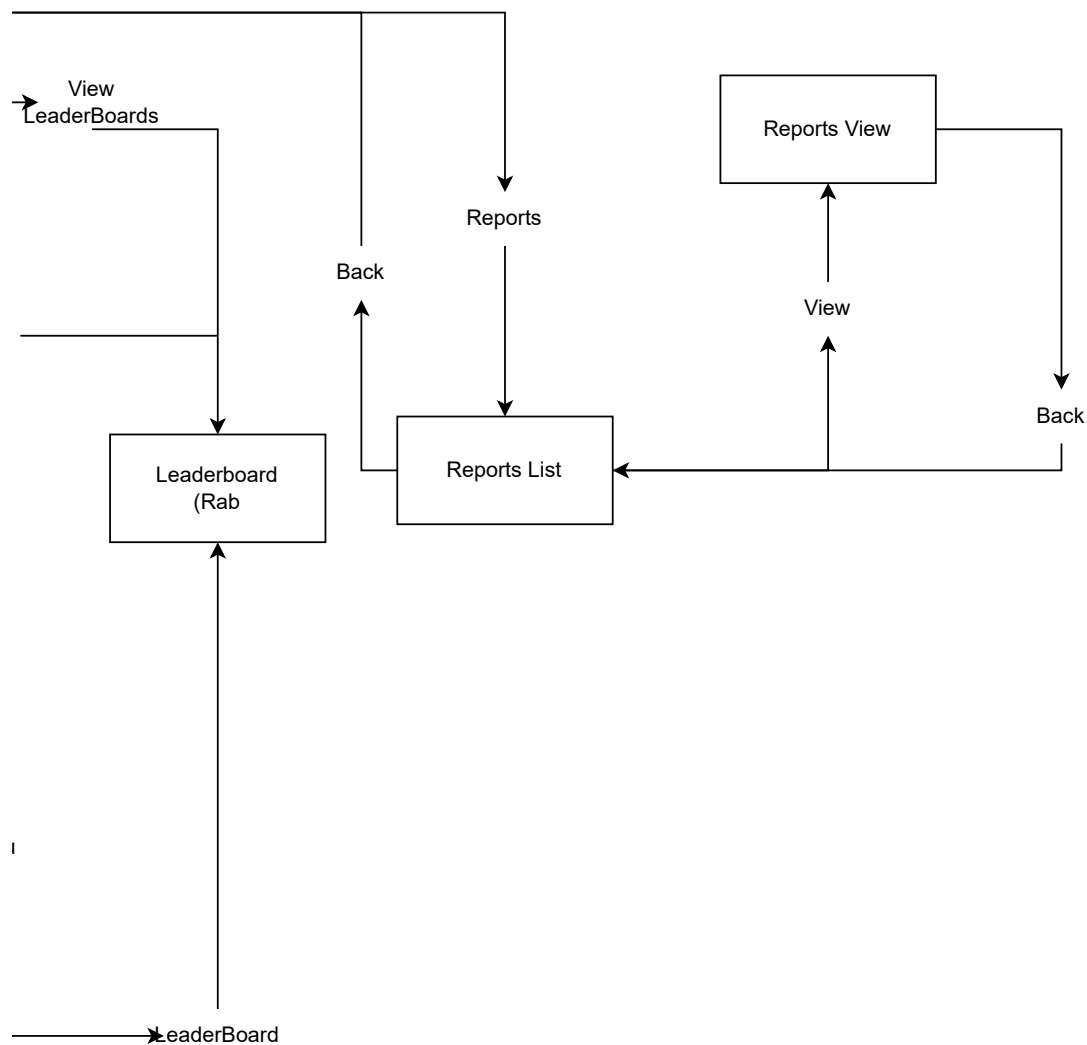 View
LeaderBoards
Reports View
Reports
Back
View
Back
Leaderboard
(Rab
Reports List
LeaderBoard